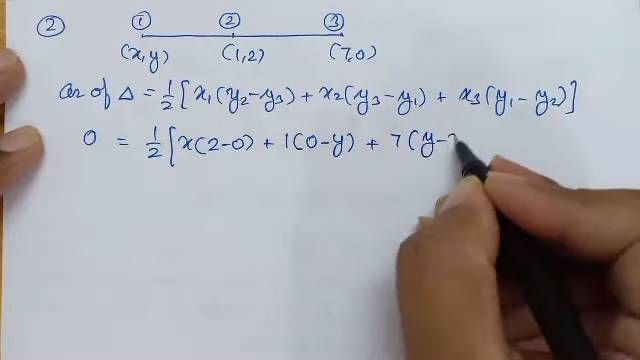 ② ① ② ③
(x,y) (1,2) (7,0)
ar of Δ = 1/2 [ x₁(y₂-y₃) + x₂(y₃-y₁) + x₃(y₁-y₂)]
0 = 1/2 [x(2-0) + 1(0-y) + 7(y-